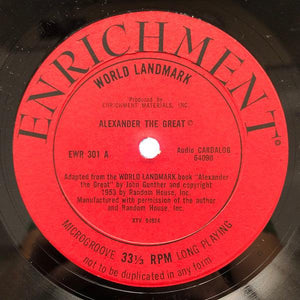 ENRICHMENT®
WORLD LANDMARK
Produced by
ENRICHMENT MATERIALS, INC.
ALEXANDER THE GREAT ©
EWR 301 A
Audio CARDALOG
64090
Adapted from the WORLD LANDMARK book "Alexander
the Great" by John Gunther and copyright
1953 by Random House, Inc.
Manufactured with permission of the author
and Random House, Inc.
MICROGROOVE 33⅓ RPM LONG PLAYING
not to be duplicated in any way